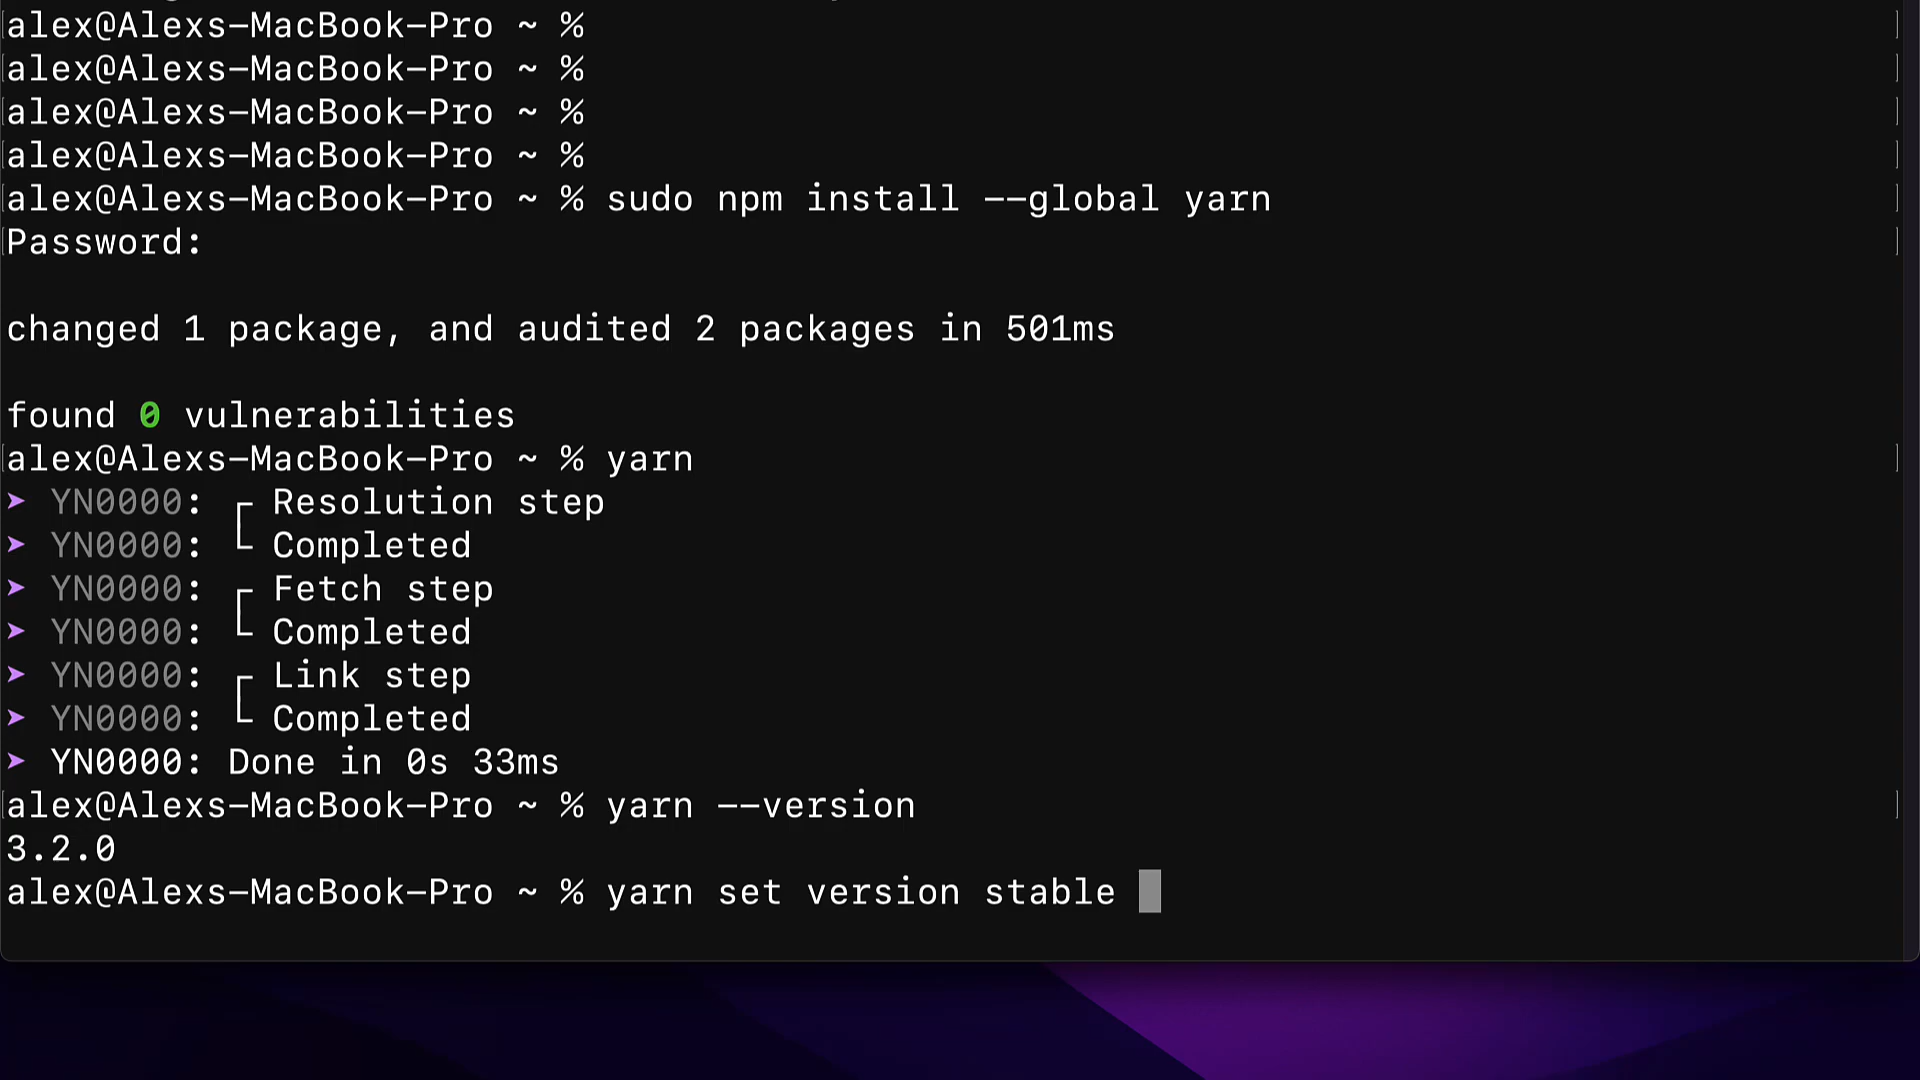 alex@Alexs-MacBook-Pro ~ %
alex@Alexs-MacBook-Pro ~ %
alex@Alexs-MacBook-Pro ~ %
alex@Alexs-MacBook-Pro ~ %
alex@Alexs-MacBook-Pro ~ % sudo npm install --global yarn
Password:
changed 1 package, and audited 2 packages in 501ms
found 0 vulnerabilities
alex@Alexs-MacBook-Pro ~ % yarn
➤ YN0000: ┌ Resolution step
➤ YN0000: └ Completed
➤ YN0000: ┌ Fetch step
➤ YN0000: └ Completed
➤ YN0000: ┌ Link step
➤ YN0000: └ Completed
➤ YN0000: Done in 0s 33ms
alex@Alexs-MacBook-Pro ~ % yarn --version
3.2.0
alex@Alexs-MacBook-Pro ~ % yarn set version stable